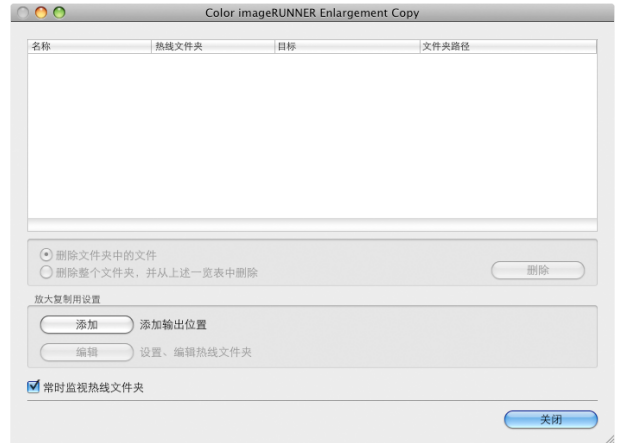 Color imageRUNNER Enlargement Copy
名称 热线文件夹 目标 文件夹路径
删除文件夹中的文件
删除整个文件夹，并从上述一览表中删除 删除
放大复制用设置
添加 添加输出位置
编辑 设置、编辑热线文件夹
常时监视热线文件夹
关闭